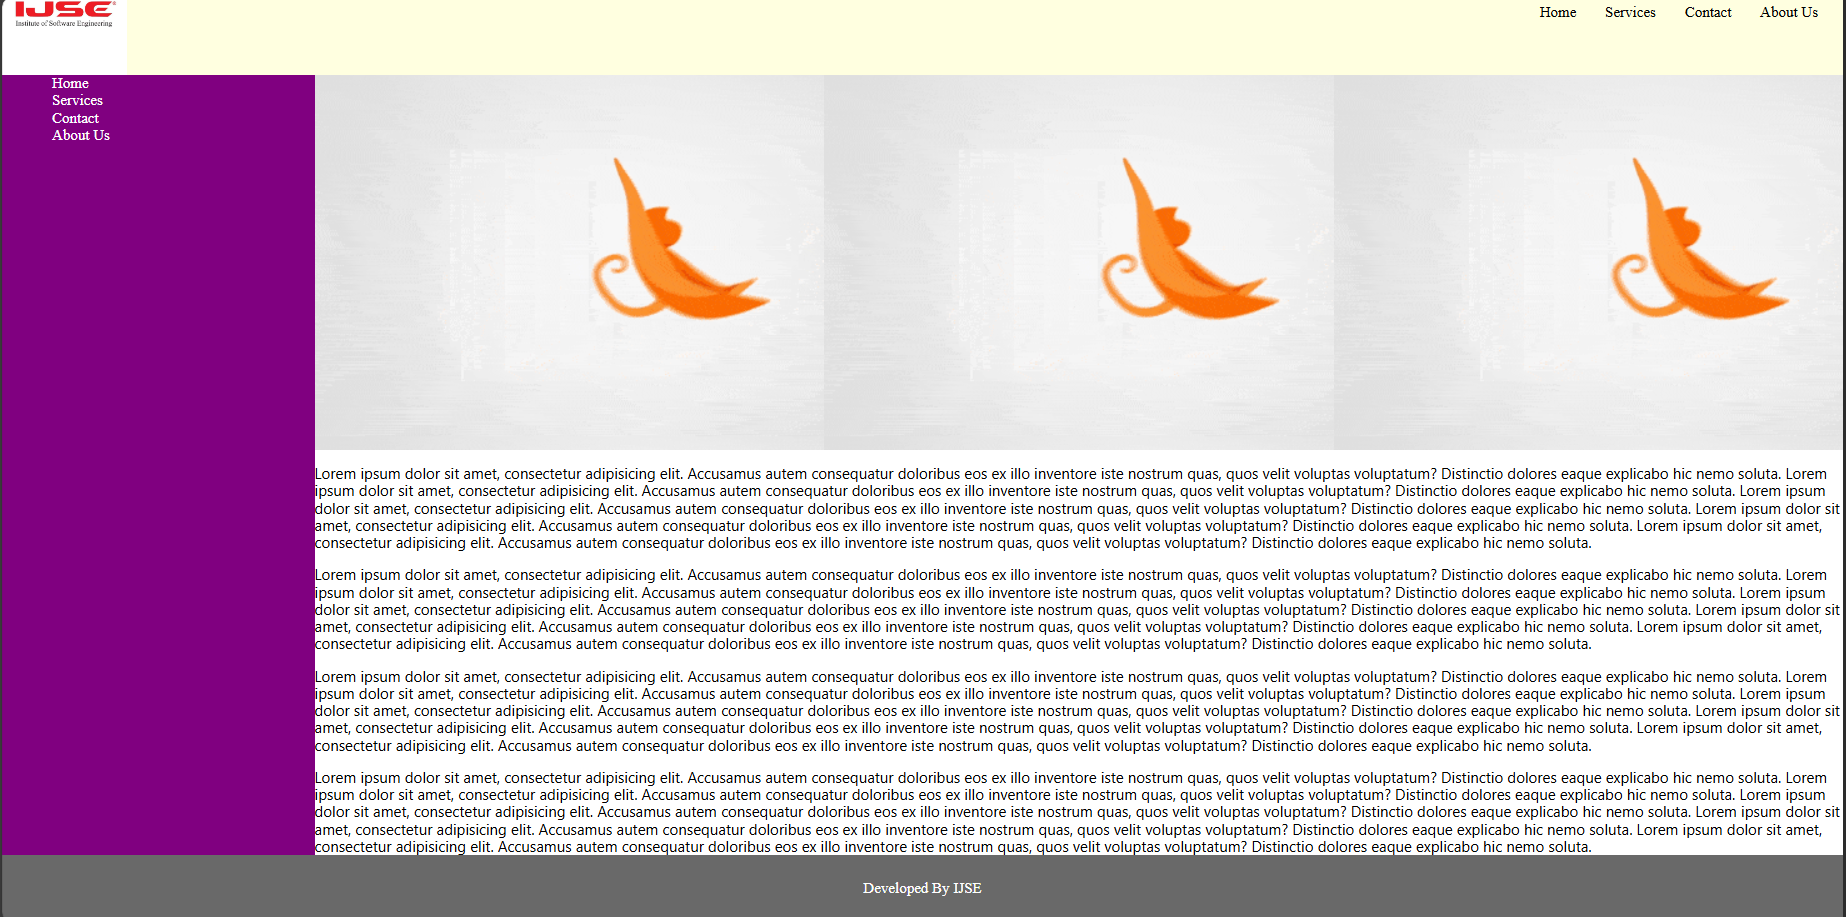 IJSE®
Institute of Software Engineering
Home Services Contact About Us
Home
Services
Contact
About Us
Lorem ipsum dolor sit amet, consectetur adipisicing elit. Accusamus autem consequatur doloribus eos ex illo inventore iste nostrum quas, quos velit voluptas voluptatum? Distinctio dolores eaque explicabo hic nemo soluta. Lorem
ipsum dolor sit amet, consectetur adipisicing elit. Accusamus autem consequatur doloribus eos ex illo inventore iste nostrum quas, quos velit voluptas voluptatum? Distinctio dolores eaque explicabo hic nemo soluta. Lorem ipsum
dolor sit amet, consectetur adipisicing elit. Accusamus autem consequatur doloribus eos ex illo inventore iste nostrum quas, quos velit voluptas voluptatum? Distinctio dolores eaque explicabo hic nemo soluta. Lorem ipsum dolor sit
amet, consectetur adipisicing elit. Accusamus autem consequatur doloribus eos ex illo inventore iste nostrum quas, quos velit voluptas voluptatum? Distinctio dolores eaque explicabo hic nemo soluta. Lorem ipsum dolor sit amet,
consectetur adipisicing elit. Accusamus autem consequatur doloribus eos ex illo inventore iste nostrum quas, quos velit voluptas voluptatum? Distinctio dolores eaque explicabo hic nemo soluta.
Lorem ipsum dolor sit amet, consectetur adipisicing elit. Accusamus autem consequatur doloribus eos ex illo inventore iste nostrum quas, quos velit voluptas voluptatum? Distinctio dolores eaque explicabo hic nemo soluta. Lorem
ipsum dolor sit amet, consectetur adipisicing elit. Accusamus autem consequatur doloribus eos ex illo inventore iste nostrum quas, quos velit voluptas voluptatum? Distinctio dolores eaque explicabo hic nemo soluta. Lorem ipsum
dolor sit amet, consectetur adipisicing elit. Accusamus autem consequatur doloribus eos ex illo inventore iste nostrum quas, quos velit voluptas voluptatum? Distinctio dolores eaque explicabo hic nemo soluta. Lorem ipsum dolor sit
amet, consectetur adipisicing elit. Accusamus autem consequatur doloribus eos ex illo inventore iste nostrum quas, quos velit voluptas voluptatum? Distinctio dolores eaque explicabo hic nemo soluta. Lorem ipsum dolor sit amet,
consectetur adipisicing elit. Accusamus autem consequatur doloribus eos ex illo inventore iste nostrum quas, quos velit voluptas voluptatum? Distinctio dolores eaque explicabo hic nemo soluta.
Lorem ipsum dolor sit amet, consectetur adipisicing elit. Accusamus autem consequatur doloribus eos ex illo inventore iste nostrum quas, quos velit voluptas voluptatum? Distinctio dolores eaque explicabo hic nemo soluta. Lorem
ipsum dolor sit amet, consectetur adipisicing elit. Accusamus autem consequatur doloribus eos ex illo inventore iste nostrum quas, quos velit voluptas voluptatum? Distinctio dolores eaque explicabo hic nemo soluta. Lorem ipsum
dolor sit amet, consectetur adipisicing elit. Accusamus autem consequatur doloribus eos ex illo inventore iste nostrum quas, quos velit voluptas voluptatum? Distinctio dolores eaque explicabo hic nemo soluta. Lorem ipsum dolor sit
amet, consectetur adipisicing elit. Accusamus autem consequatur doloribus eos ex illo inventore iste nostrum quas, quos velit voluptas voluptatum? Distinctio dolores eaque explicabo hic nemo soluta. Lorem ipsum dolor sit amet,
consectetur adipisicing elit. Accusamus autem consequatur doloribus eos ex illo inventore iste nostrum quas, quos velit voluptas voluptatum? Distinctio dolores eaque explicabo hic nemo soluta.
Lorem ipsum dolor sit amet, consectetur adipisicing elit. Accusamus autem consequatur doloribus eos ex illo inventore iste nostrum quas, quos velit voluptas voluptatum? Distinctio dolores eaque explicabo hic nemo soluta. Lorem
ipsum dolor sit amet, consectetur adipisicing elit. Accusamus autem consequatur doloribus eos ex illo inventore iste nostrum quas, quos velit voluptas voluptatum? Distinctio dolores eaque explicabo hic nemo soluta. Lorem ipsum
dolor sit amet, consectetur adipisicing elit. Accusamus autem consequatur doloribus eos ex illo inventore iste nostrum quas, quos velit voluptas voluptatum? Distinctio dolores eaque explicabo hic nemo soluta. Lorem ipsum dolor sit
amet, consectetur adipisicing elit. Accusamus autem consequatur doloribus eos ex illo inventore iste nostrum quas, quos velit voluptas voluptatum? Distinctio dolores eaque explicabo hic nemo soluta. Lorem ipsum dolor sit amet,
consectetur adipisicing elit. Accusamus autem consequatur doloribus eos ex illo inventore iste nostrum quas, quos velit voluptas voluptatum? Distinctio dolores eaque explicabo hic nemo soluta.
Developed By IJSE